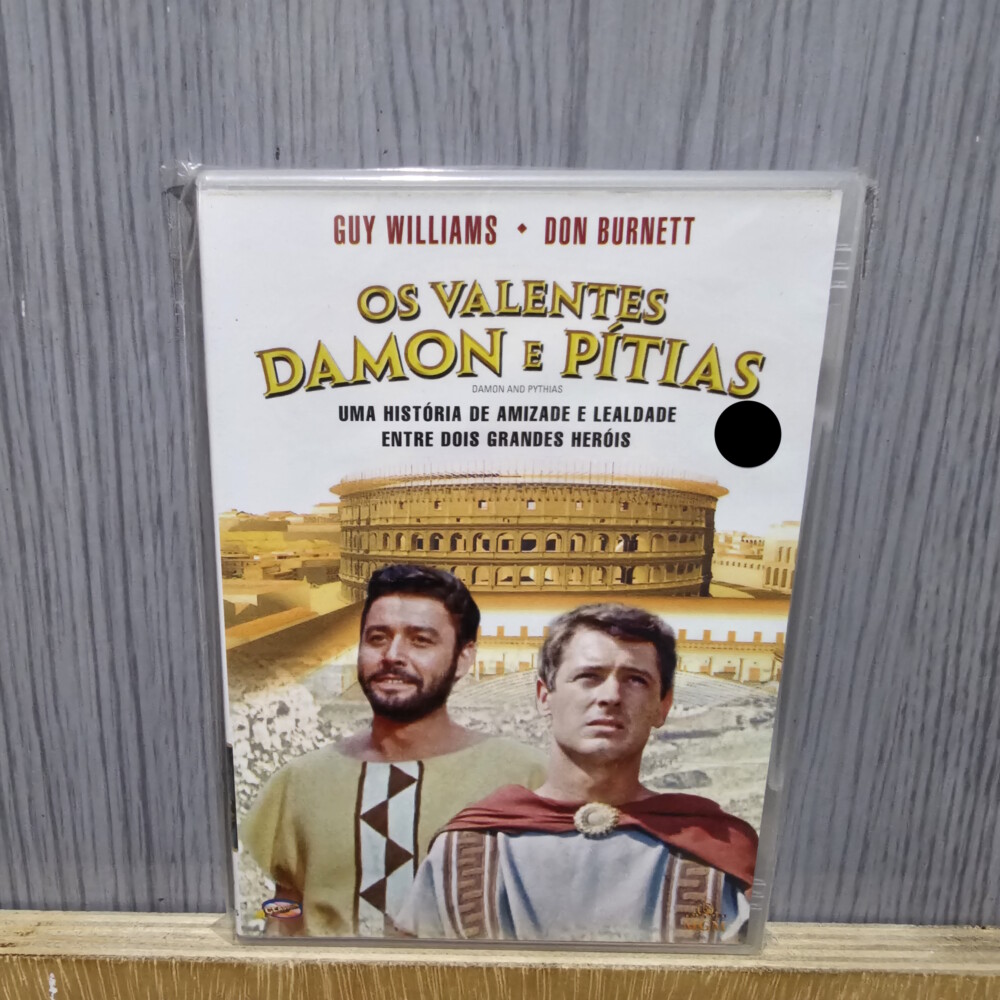 GUY WILLIAMS • DON BURNETT
OS VALENTES
DAMON E PÍTIAS
DAMON AND PYTHIAS
UMA HISTÓRIA DE AMIZADE E LEALDADE
ENTRE DOIS GRANDES HERÓIS